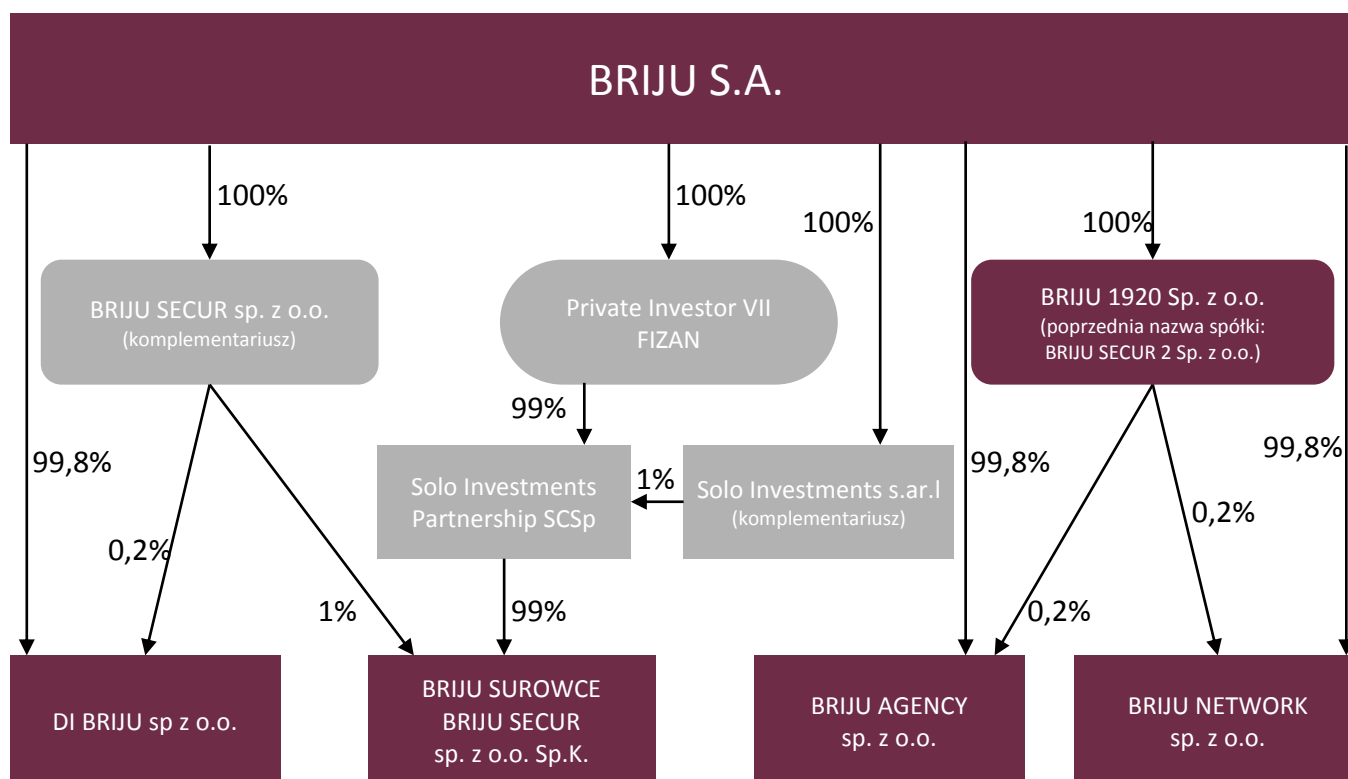 BRIJU S.A.
100%
100%
100%
100%
BRIJU SECUR sp. z o.o.
(komplementariusz)
Private Investor VII
FIZAN
BRIJU 1920 Sp. z o.o.
(poprzednia nazwa spółki:
BRIJU SECUR 2 Sp. z o.o.)
99%
99,8%
99,8%
99,8%
Solo Investments
Partnership SCSp
1%
Solo Investments s.ar.l
(komplementariusz)
0,2%
0,2%
1%
99%
0,2%
DI BRIJU sp z o.o.
BRIJU SUROWCE
BRIJU SECUR
sp. z o.o. Sp.K.
BRIJU AGENCY
sp. z o.o.
BRIJU NETWORK
sp. z o.o.